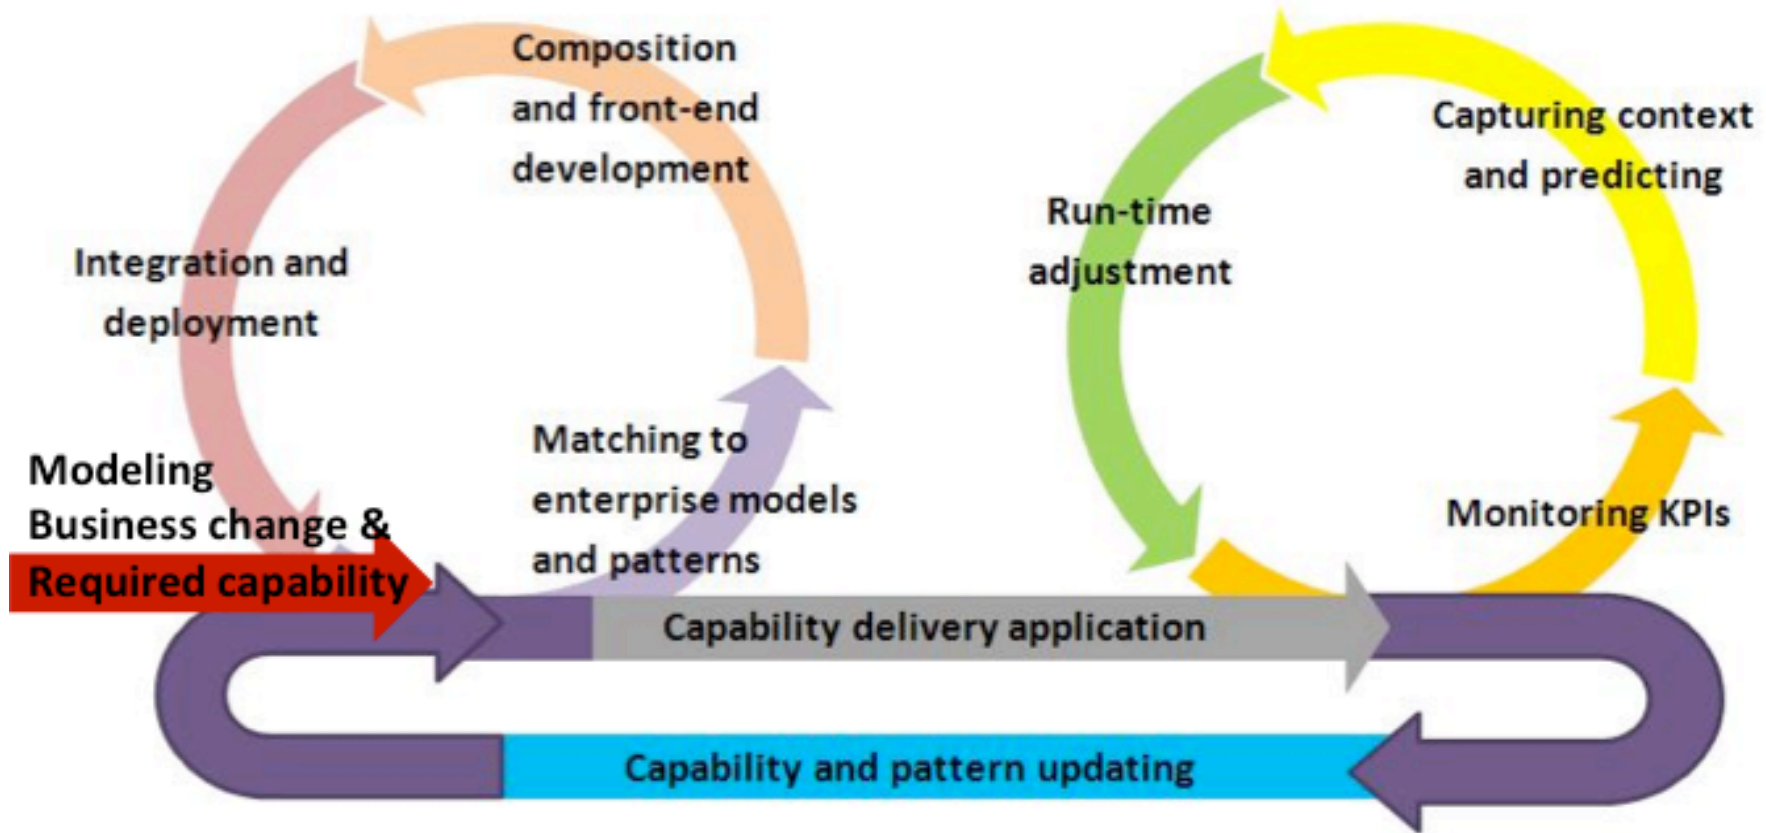 Composition
and front-end
development
Capturing context
and predicting
Run-time
adjustment
Integration and
deployment
Matching to
enterprise models
and patterns
Modeling
Business change &
Required capability
Monitoring KPIs
Capability delivery application
Capability and pattern updating